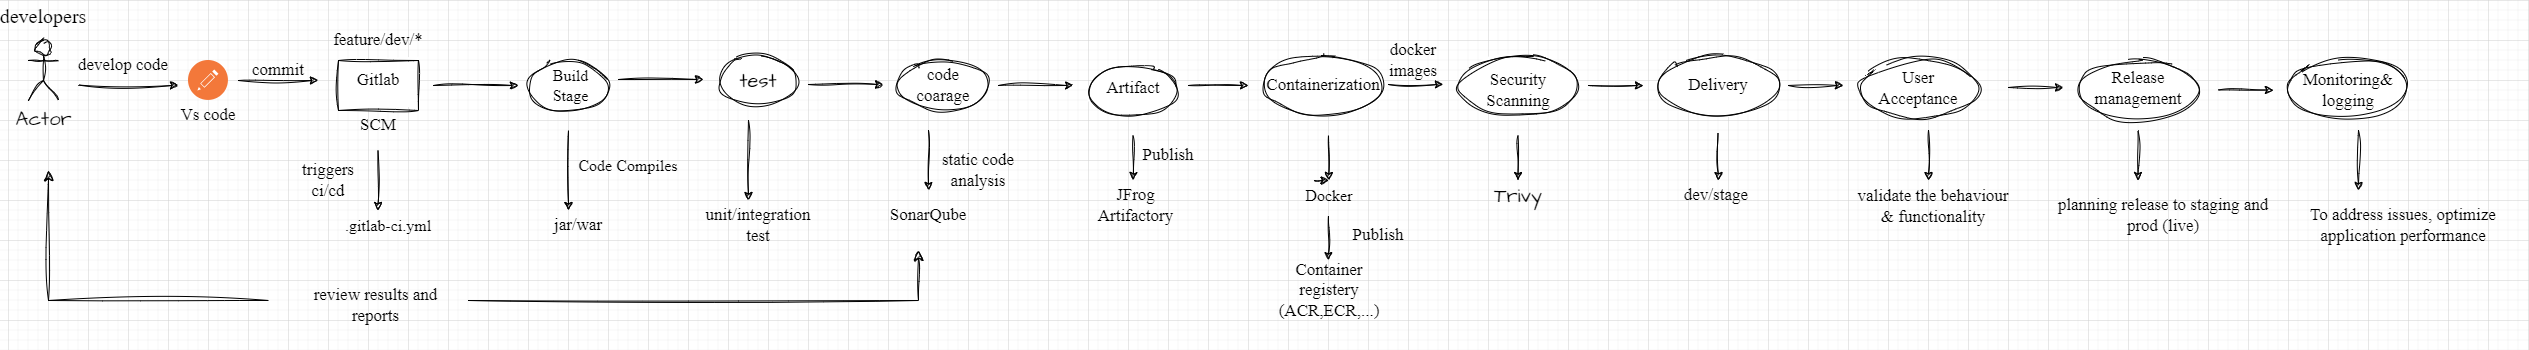 developers
Actor
develop code
Vs code
commit
feature/dev/*
Gitlab
SCM
triggers
ci/cd
.gitlab-ci.yml
Build
Stage
Code Compiles
jar/war
test
unit/integration
test
code
coarage
static code
analysis
SonarQube
review results and
reports
Artifact
Publish
JFrog
Artifactory
Containerization
Docker
Publish
Container
registery
(ACR,ECR,...)
docker
images
Security
Scanning
Trivy
Delivery
dev/stage
User
Acceptance
validate the behaviour
& functionality
Release
management
planning release to staging and
prod (live)
Monitoring&
logging
To address issues, optimize
application performance